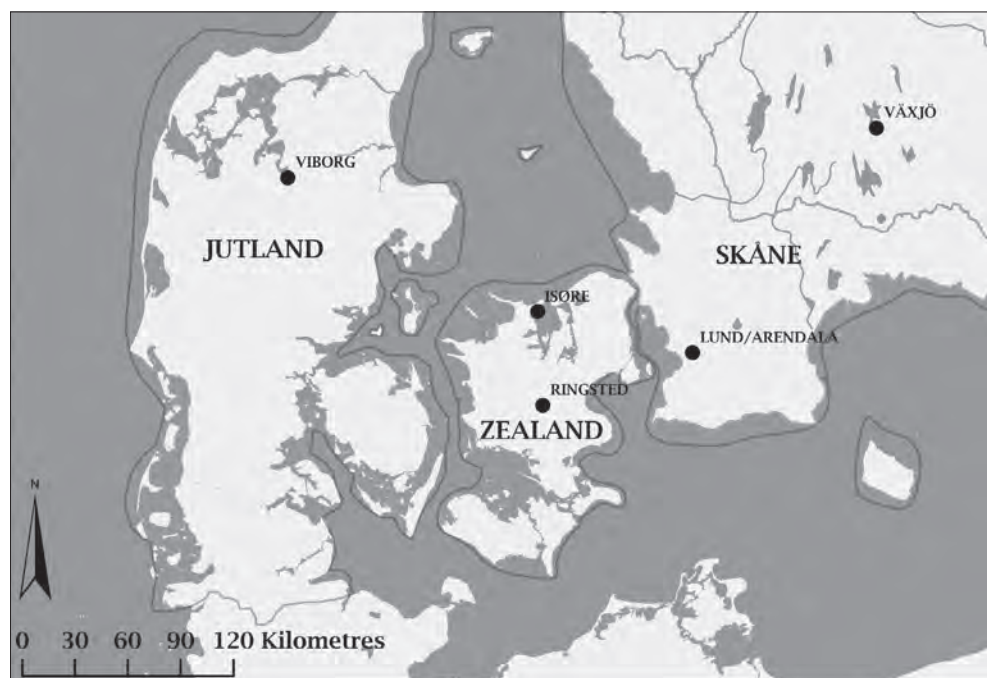 VÄXJÖ
VIBORG
JUTLAND
SKÅNE
ISØRE
LUND/ARENDALA
RINGSTED
ZEALAND
N
0 30 60 90 120 Kilometres